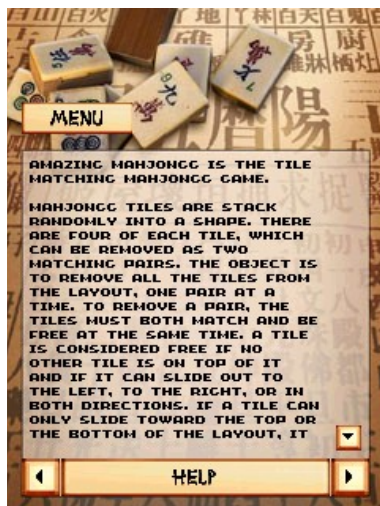 MENU
AMAZING MAHJONGG IS THE TILE
MATCHING MAHJONGG GAME.
MAHJONGG TILES ARE STACK
RANDOMLY INTO A SHAPE. THERE
ARE FOUR OF EACH TILE, WHICH
CAN BE REMOVED AS TWO
MATCHING PAIRS. THE OBJECT IS
TO REMOVE ALL THE TILES FROM
THE LAYOUT, ONE PAIR AT A
TIME. TO REMOVE A PAIR, THE
TILES MUST BOTH MATCH AND BE
FREE AT THE SAME TIME. A TILE
IS CONSIDERED FREE IF NO
OTHER TILE IS ON TOP OF IT
AND IF IT CAN SLIDE OUT TO
THE LEFT, TO THE RIGHT, OR IN
BOTH DIRECTIONS. IF A TILE CAN
ONLY SLIDE TOWARD THE TOP OR
THE BOTTOM OF THE LAYOUT, IT
HELP